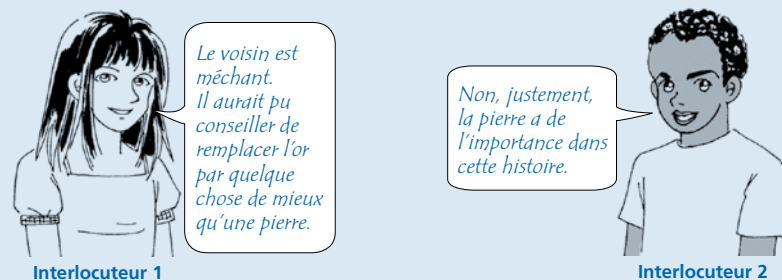 Le voisin est
méchant.
Il aurait pu
conseiller de
remplacer l'or
par quelque
chose de mieux
qu'une pierre.
Interlocuteur 1
Non, justement,
la pierre a de
l'importance dans
cette histoire.
Interlocuteur 2